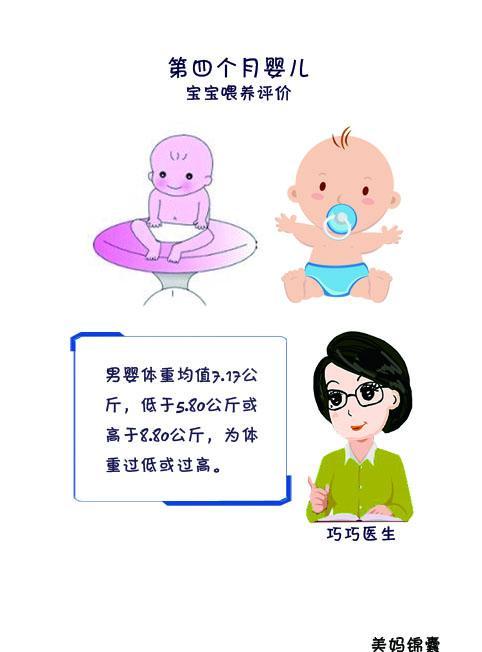 第四个月婴儿
宝宝喂养评价
男婴体重均值7.17公
斤，低于5.80公斤或
高于8.80公斤，为体
重过低或过高。
巧巧医生
美妈锦囊